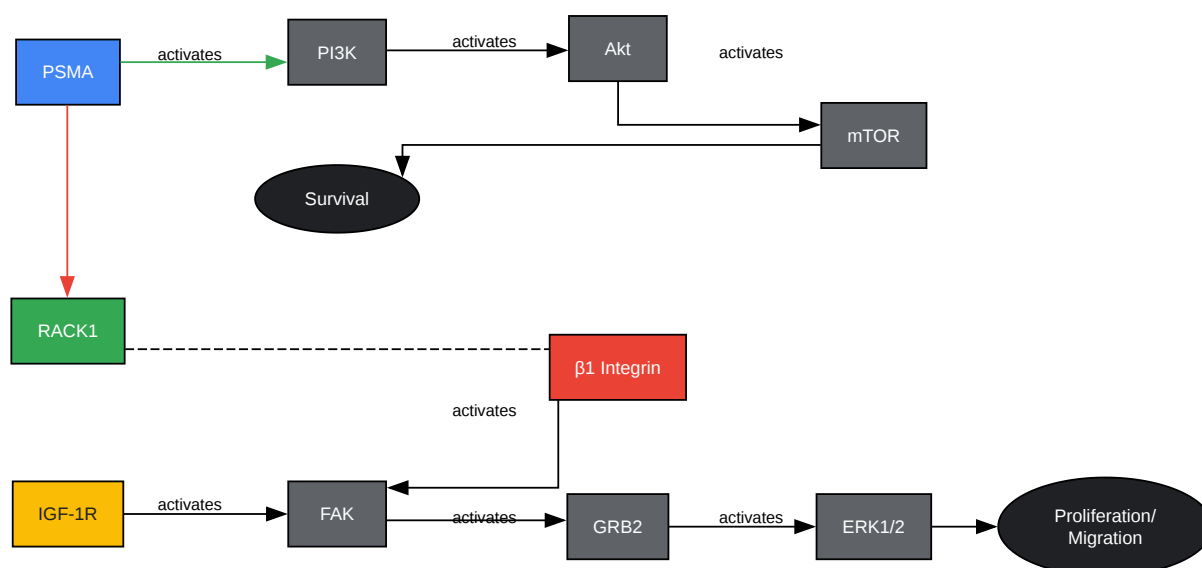 PSMA
activates
PI3K
activates
Akt
activates
mTOR
Survival
RACK1
β1 Integrin
activates
IGF-1R
activates
FAK
activates
GRB2
activates
ERK1/2
Proliferation/
Migration